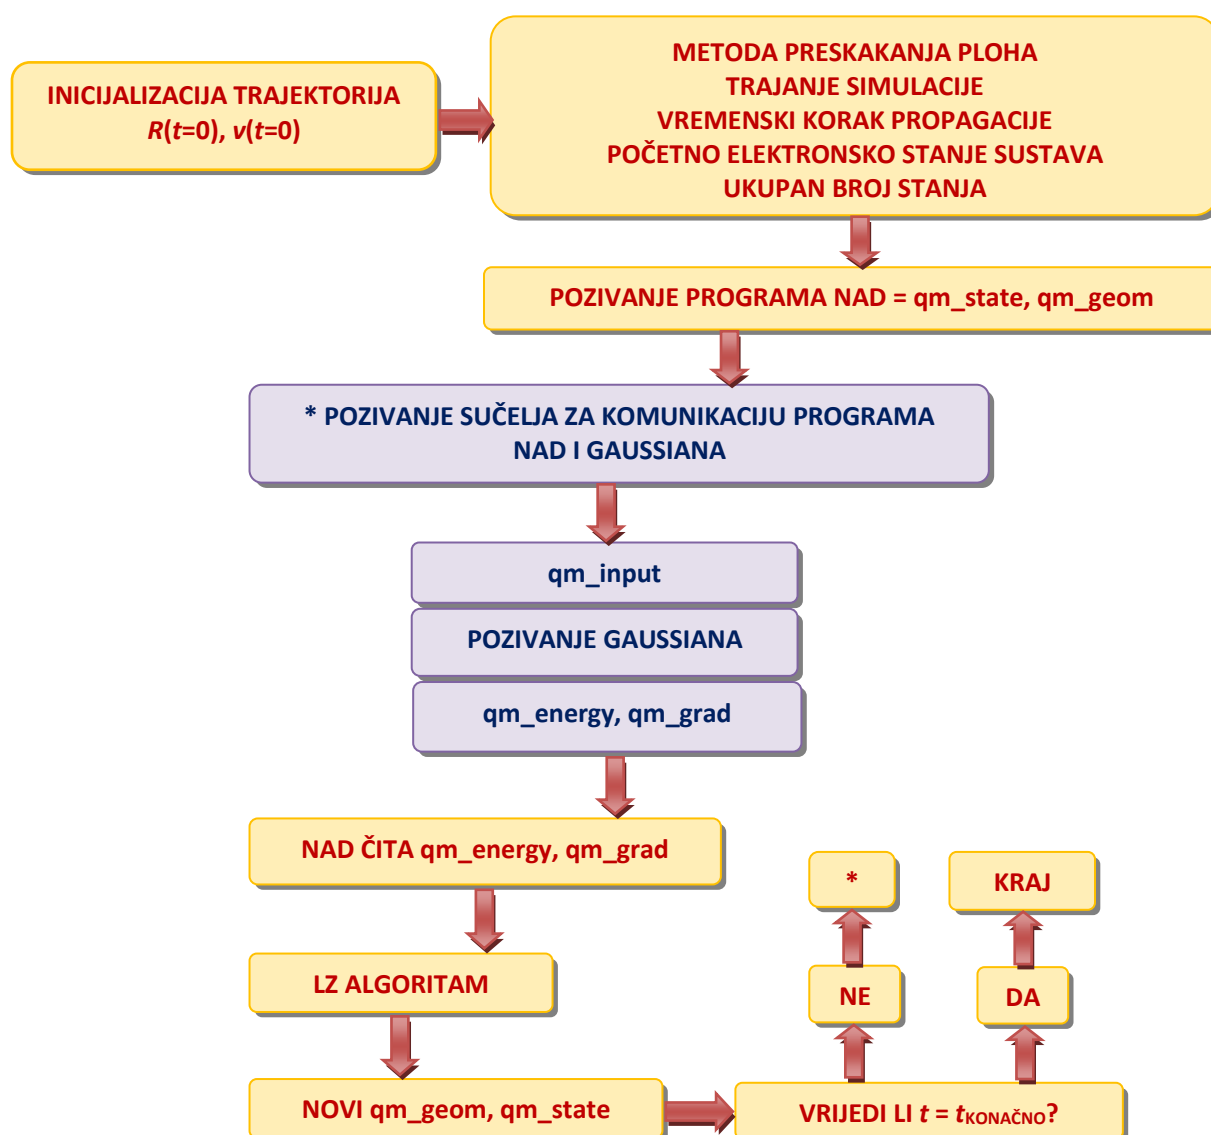 INICIJALIZACIJA TRAJEKTORIJA
R(t=0), v(t=0)
METODA PRESKAKANJA PLOHA
TRAJANJE SIMULACIJE
VREMENSKI KORAK PROPAGACIJE
POČETNO ELEKTRONSKO STANJE SUSTAVA
UKUPAN BROJ STANJA
POZIVANJE PROGRAMA NAD = qm_state, qm_geom
* POZIVANJE SUČELJA ZA KOMUNIKACIJU PROGRAMA
NAD I GAUSSIANA
qm_input
POZIVANJE GAUSSIANA
qm_energy, qm_grad
NAD ČITA qm_energy, qm_grad
LZ ALGORITAM
NOVI qm_geom, qm_state
VRIJEDI LI t = tKONAČNO?
NE
DA
*
KRAJ